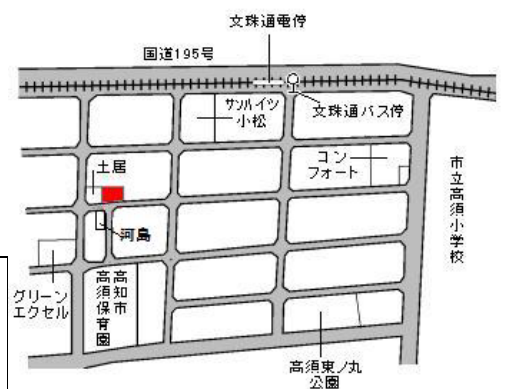 文珠通電停
国道195号
サンハイツ
小松
文珠通バス停
土居
コン
フォート
市立高須小学校
河島
グリーン
エクセル
高知市
高須保育園
高須東ノ丸
公園